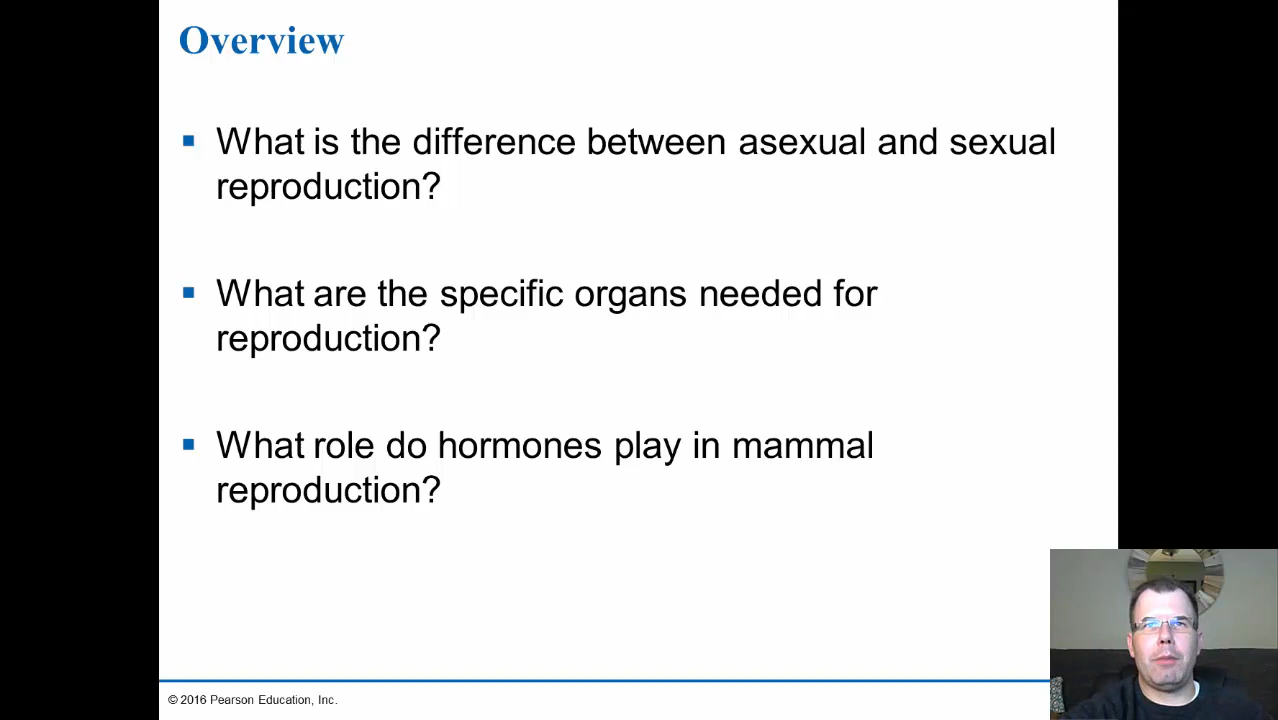 Overview
What is the difference between asexual and sexual
reproduction?
What are the specific organs needed for
reproduction?
What role do hormones play in mammal
reproduction?
© 2016 Pearson Education, Inc.